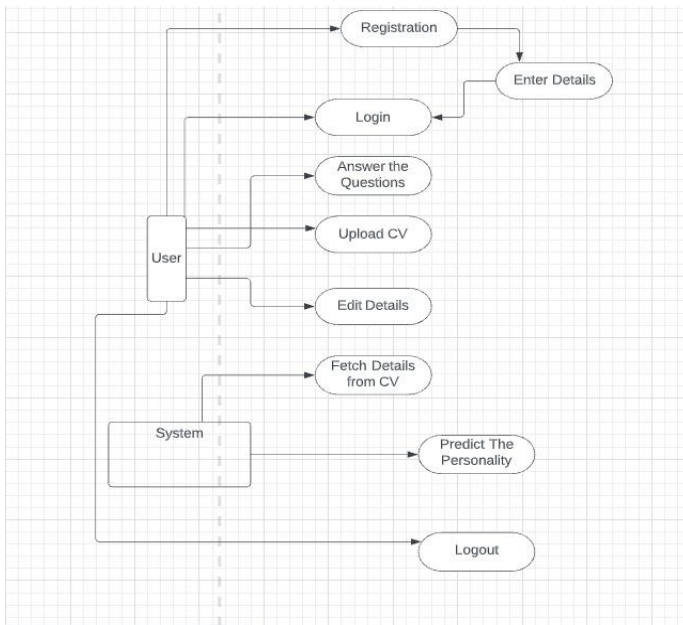 Registration
Enter Details
Login
Answer the
Questions
Upload CV
User
Edit Details
Fetch Details
from CV
System
Predict The
Personality
Logout